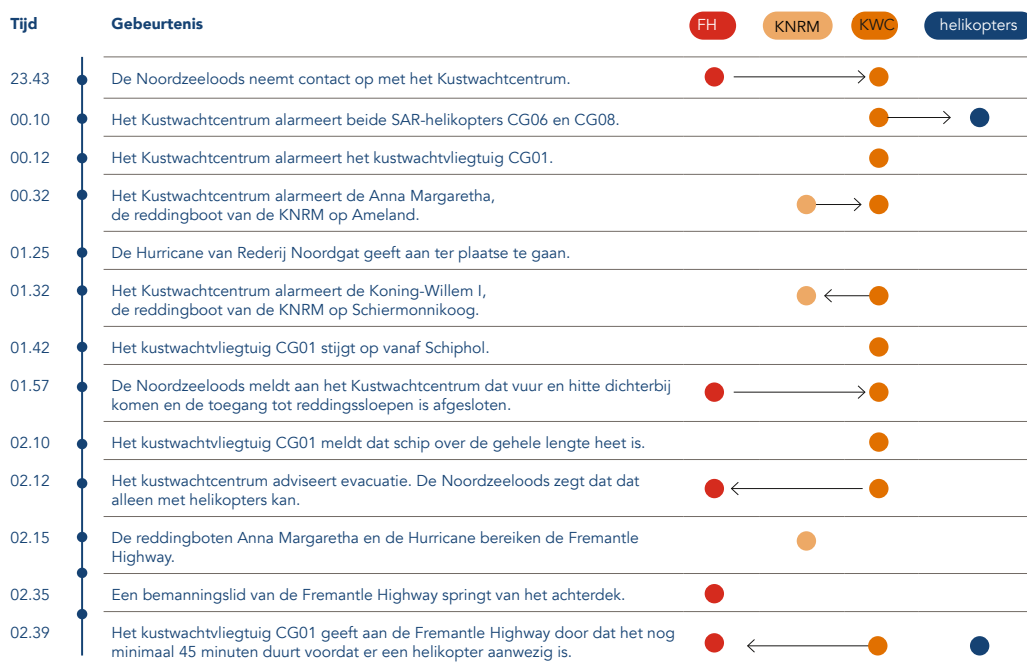 Tijd Gebeurtenis FH KNRM KWC helikopters
23.43 De Noordzeeloods neemt contact op met het Kustwachtcentrum.
00.10 Het Kustwachtcentrum alarmeert beide SAR-helikopters CG06 en CG08.
00.12 Het Kustwachtcentrum alarmeert het kustwachtvliegtuig CG01.
00.32 Het Kustwachtcentrum alarmeert de Anna Margaretha,
de reddingboot van de KNRM op Ameland.
01.25 De Hurricane van Rederij Noordgat geeft aan ter plaatse te gaan.
01.32 Het Kustwachtcentrum alarmeert de Koning-Willem I,
de reddingboot van de KNRM op Schiermonnikoog.
01.42 Het kustwachtvliegtuig CG01 stijgt op vanaf Schiphol.
01.57 De Noordzeeloods meldt aan het Kustwachtcentrum dat vuur en hitte dichterbij
komen en de toegang tot reddingssloepen is afgesloten.
02.10 Het kustwachtvliegtuig CG01 meldt dat schip over de gehele lengte heet is.
02.12 Het kustwachtcentrum adviseert evacuatie. De Noordzeeloods zegt dat dat
alleen met helikopters kan.
02.15 De reddingboten Anna Margaretha en de Hurricane bereiken de Fremantle
Highway.
02.35 Een bemanningslid van de Fremantle Highway springt van het achterdek.
02.39 Het kustwachtvliegtuig CG01 geeft aan de Fremantle Highway door dat het nog
minimaal 45 minuten duurt voordat er een helikopter aanwezig is.